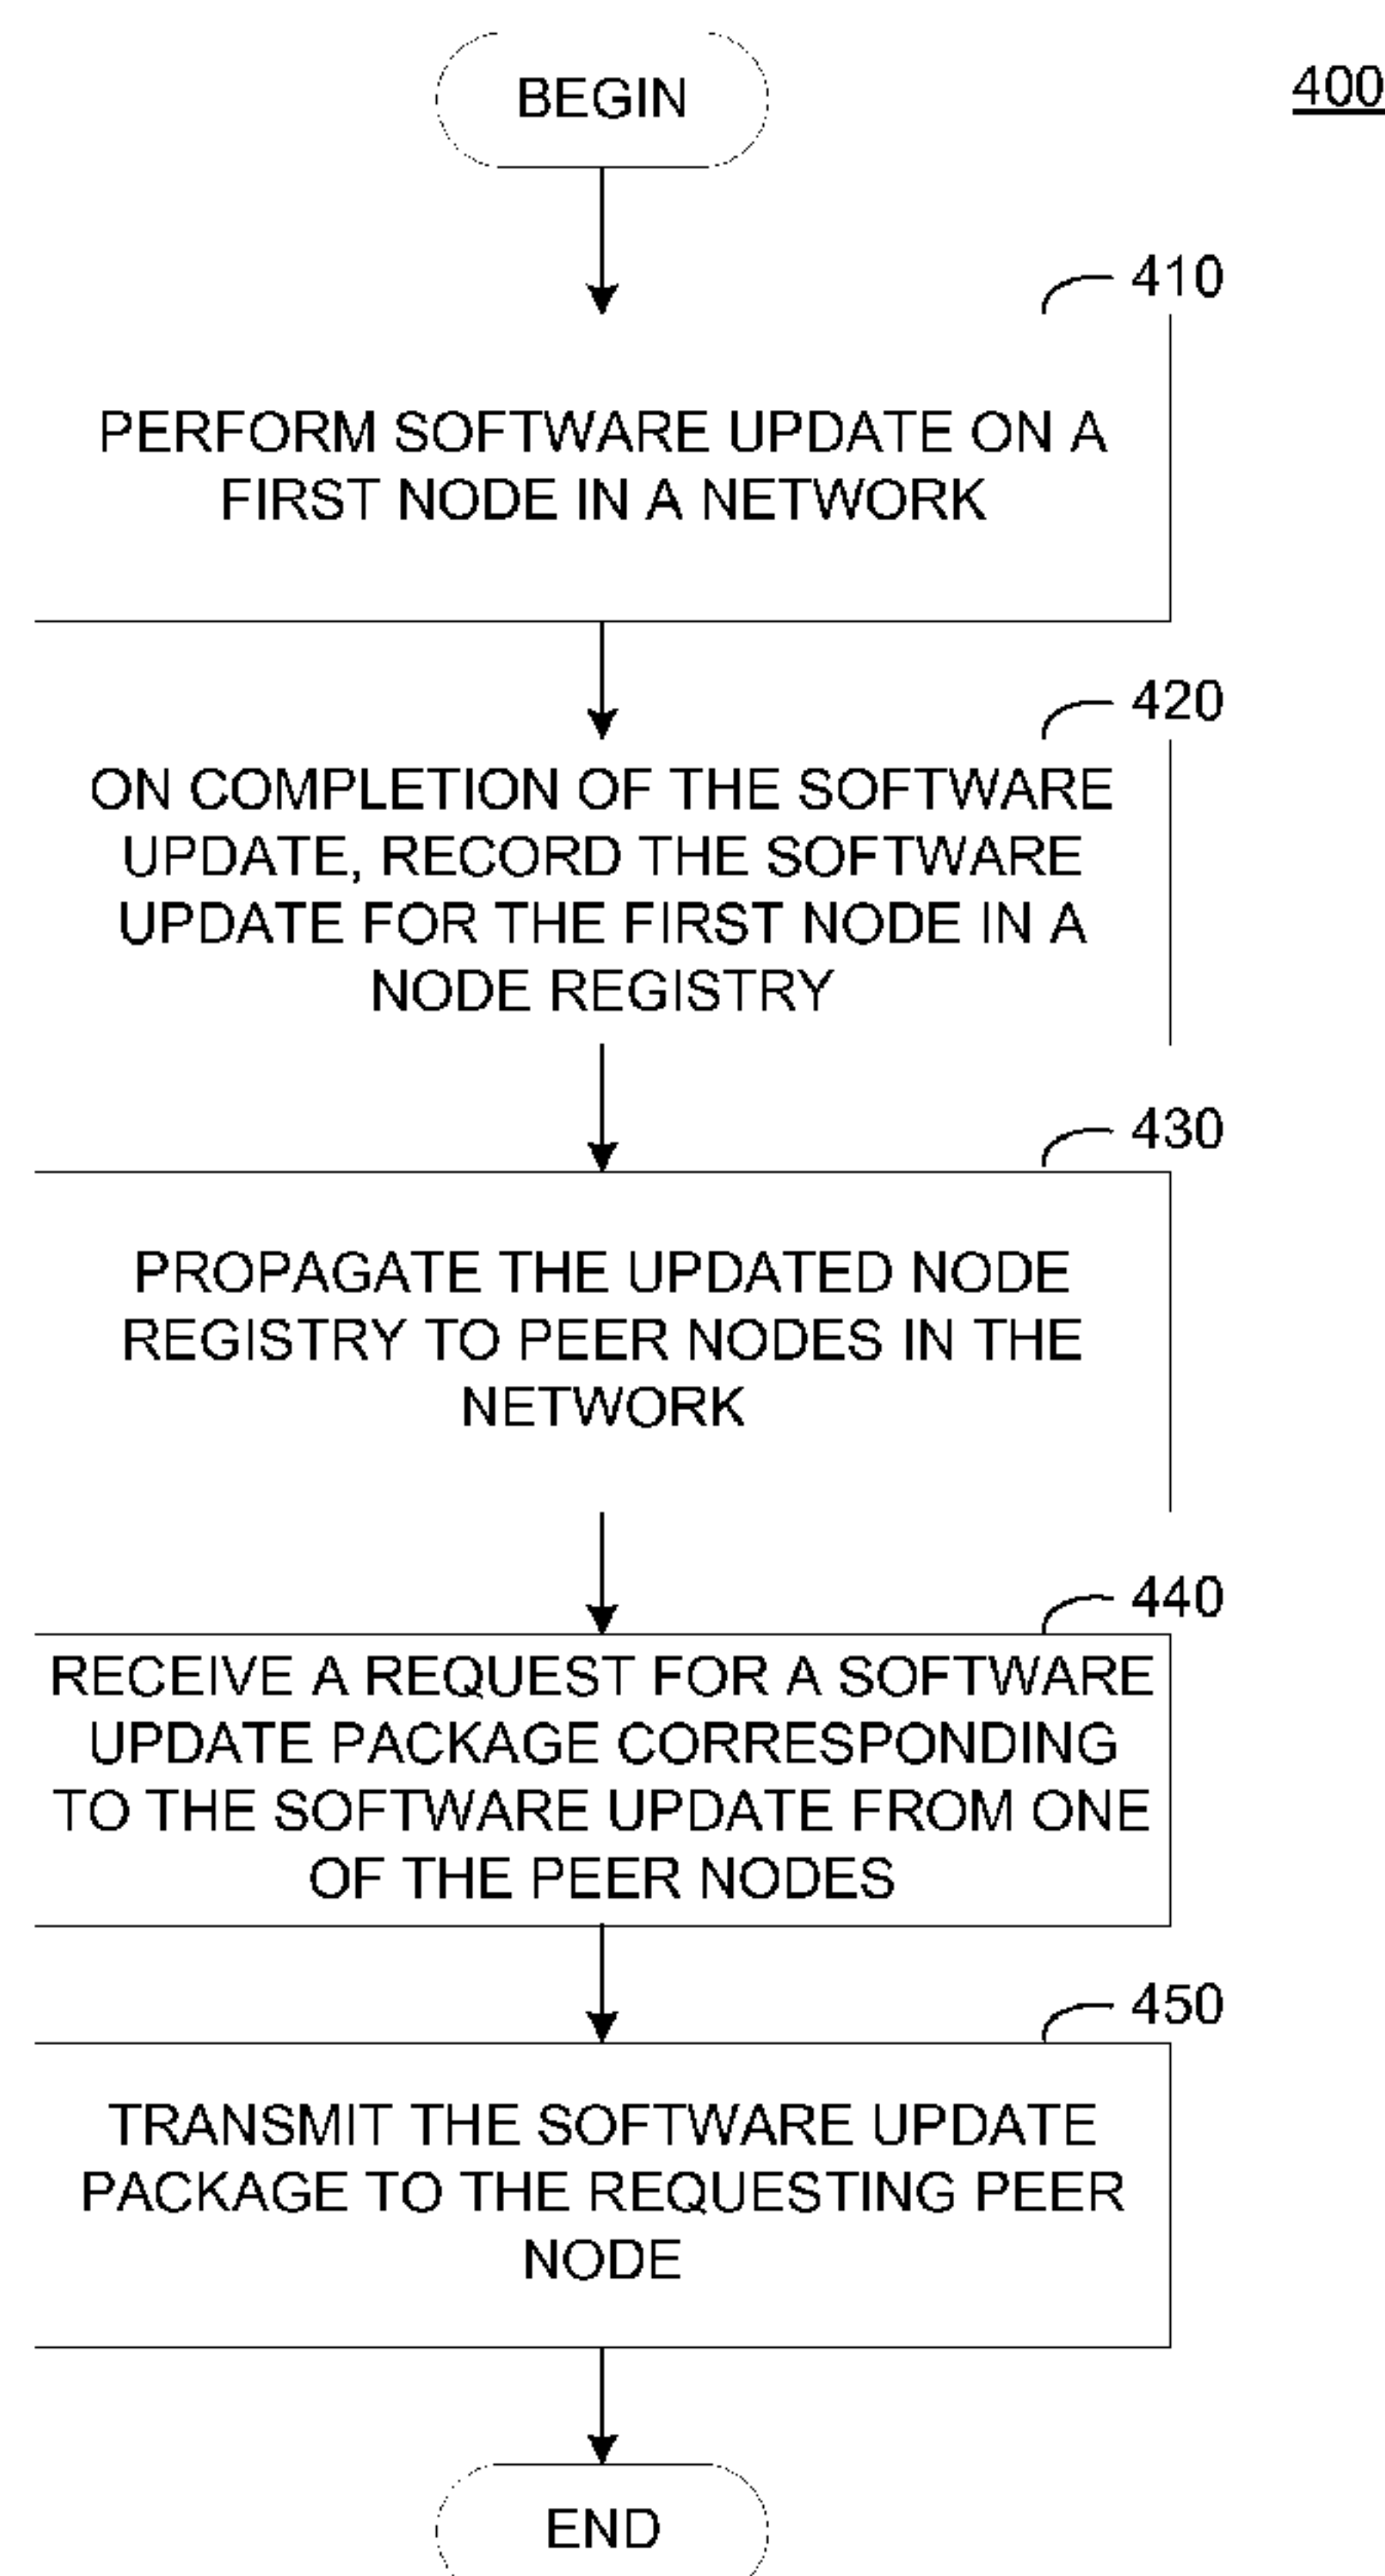 BEGIN
400
410
PERFORM SOFTWARE UPDATE ON A
FIRST NODE IN A NETWORK
420
ON COMPLETION OF THE SOFTWARE
UPDATE, RECORD THE SOFTWARE
UPDATE FOR THE FIRST NODE IN A
NODE REGISTRY
430
PROPAGATE THE UPDATED NODE
REGISTRY TO PEER NODES IN THE
NETWORK
440
RECEIVE A REQUEST FOR A SOFTWARE
UPDATE PACKAGE CORRESPONDING
TO THE SOFTWARE UPDATE FROM ONE
OF THE PEER NODES
450
TRANSMIT THE SOFTWARE UPDATE
PACKAGE TO THE REQUESTING PEER
NODE
END